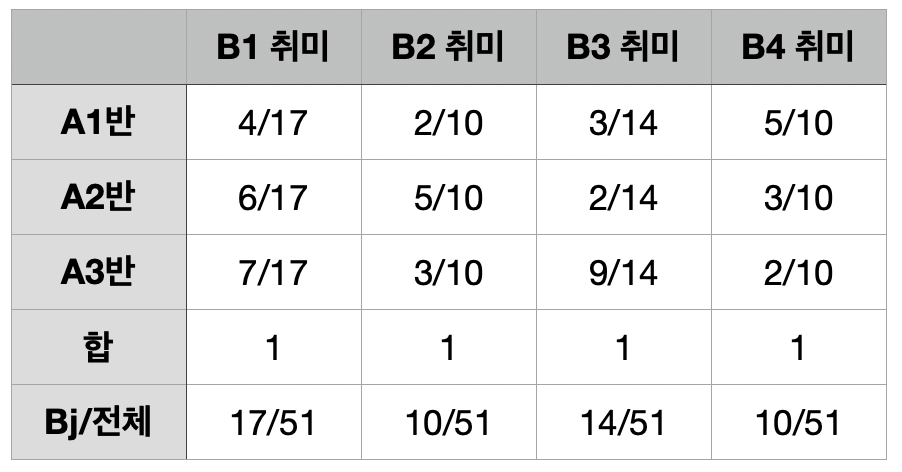 B1 취미 B2 취미 B3 취미 B4 취미
A1반 4/17 2/10 3/14 5/10
A2반 6/17 5/10 2/14 3/10
A3반 7/17 3/10 9/14 2/10
합 1 1 1 1
Bj/전체 17/51 10/51 14/51 10/51